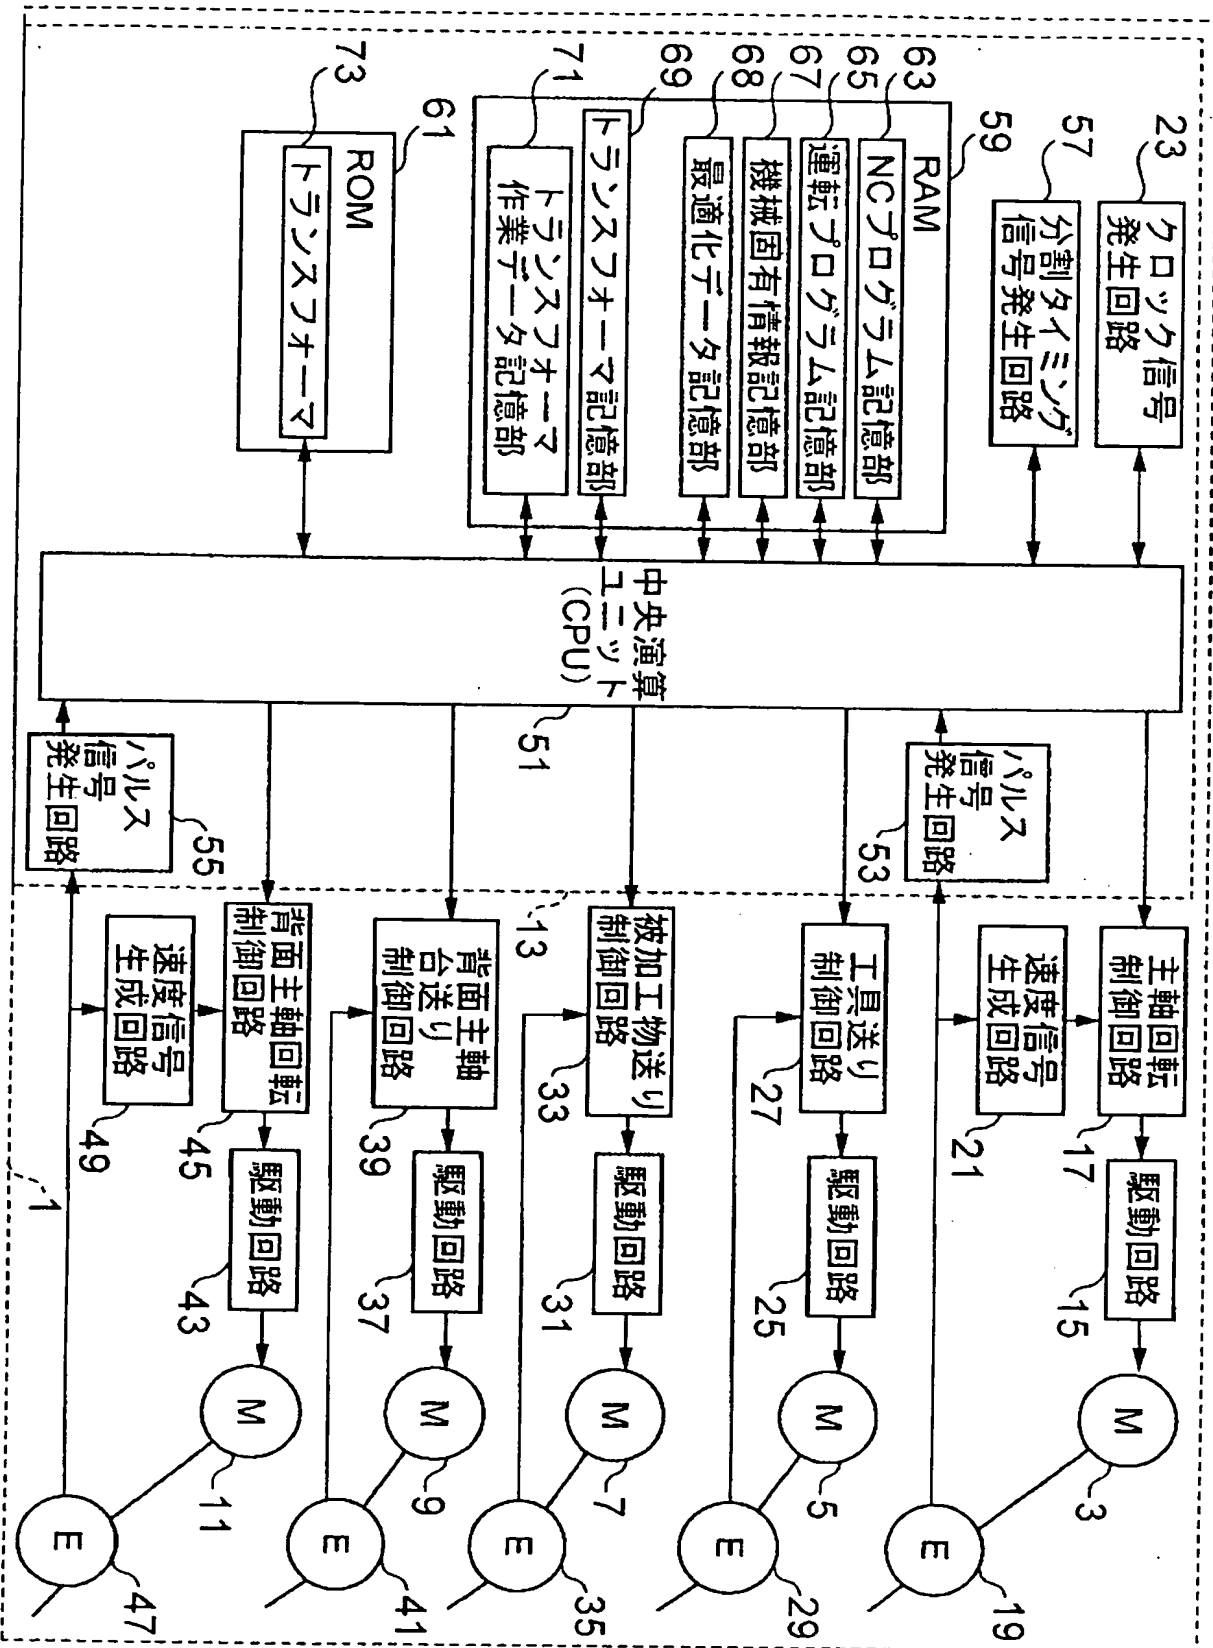 23
クロック信号
発生回路
57
分割タイミング
信号発生回路
59
RAM
63
NCプログラム記憶部
65
運転プログラム記憶部
67
機械固有情報記憶部
68
最適化データ記憶部
69
トランスフォーマ記憶部
71
トランスフォーマ
作業データ記憶部
61
ROM
73
トランスフォーマ
中央演算
ユニット
(CPU)
51
パルス
信号
発生回路
53
パルス
信号
発生回路
55
13
主軸回転
制御回路
17
駆動回路
15
M
3
速度信号
生成回路
21
E
19
工具送り
制御回路
27
駆動回路
25
M
5
E
29
被加工物送り
制御回路
33
駆動回路
31
M
7
E
35
背面主軸
台送り
制御回路
39
駆動回路
37
M
9
E
41
背面主軸回転
制御回路
45
駆動回路
43
M
11
速度信号
生成回路
49
E
47
1